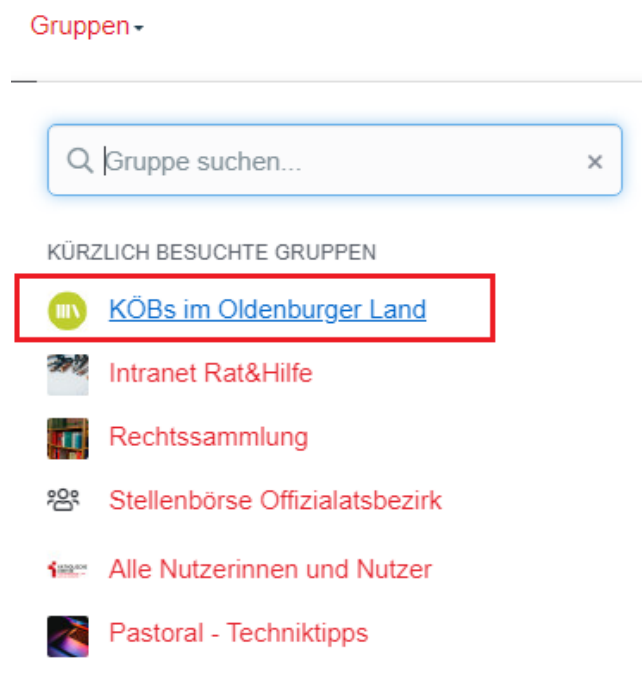 Gruppen
Gruppe suchen...
KÜRZLICH BESUCHTE GRUPPEN
KÖBs im Oldenburger Land
Intranet Rat&Hilfe
Rechtssammlung
Stellenbörse Offizialatsbezirk
Alle Nutzerinnen und Nutzer
Pastoral - Techniktipps